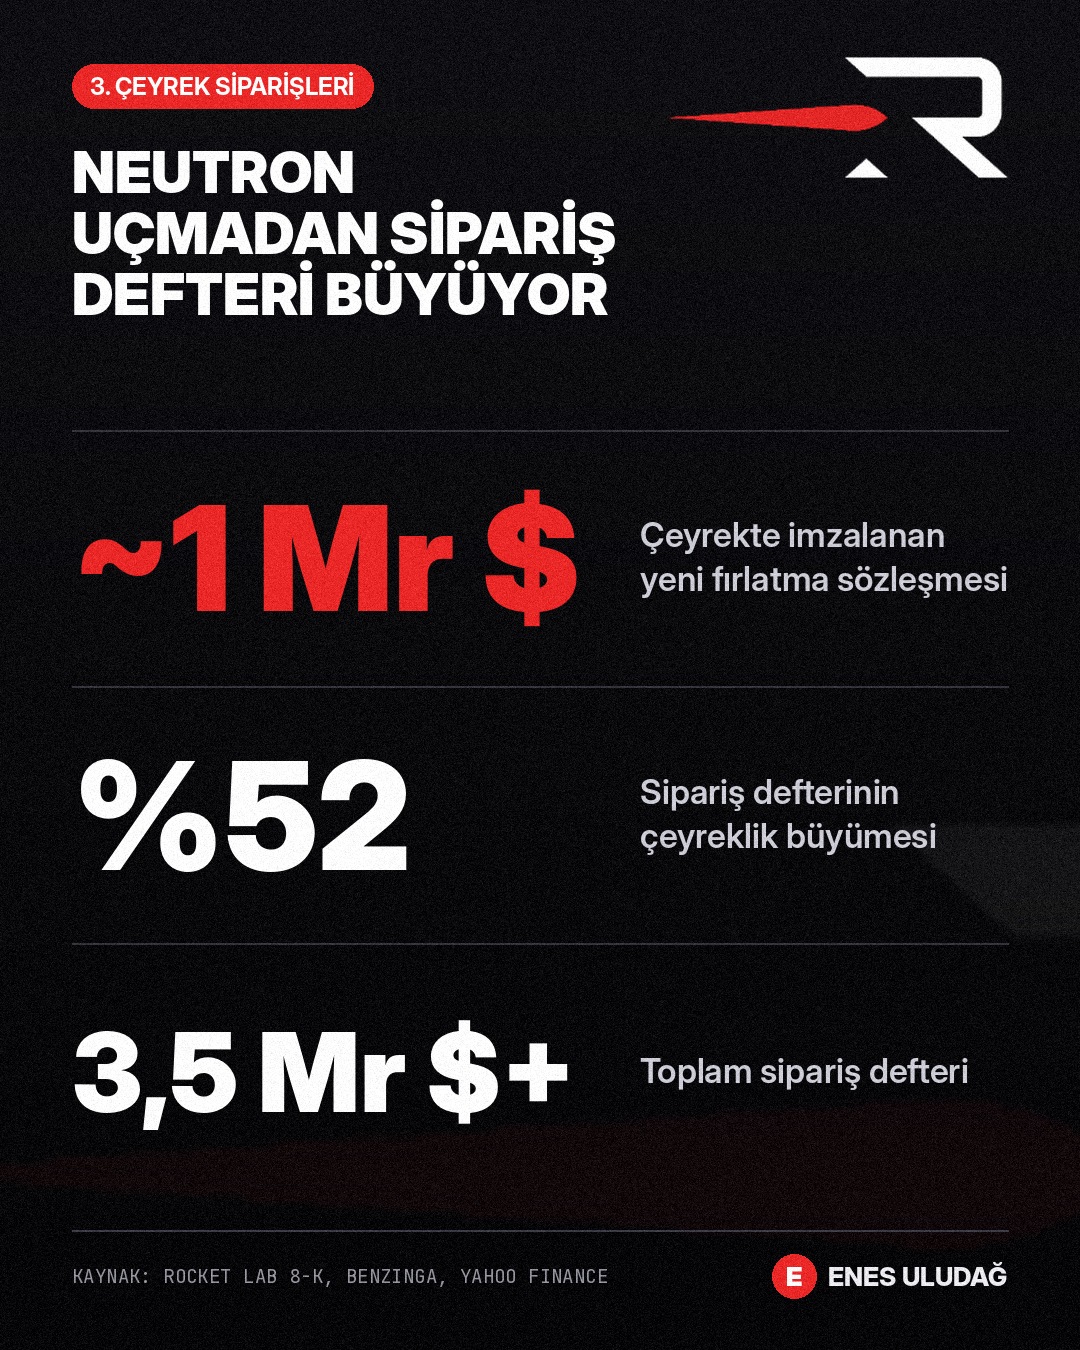 3. ÇEYREK SİPARİŞLERİ
NEUTRON
UÇMADAN SİPARİŞ
DEFTERİ BÜYÜYOR
~1 Mr $
Çeyrekte imzalanan
yeni fırlatma sözleşmesi
%52
Sipariş defterinin
çeyreklik büyümesi
3,5 Mr $+
Toplam sipariş defteri
KAYNAK: ROCKET LAB 8-K, BENZINGA, YAHOO FINANCE
E ENES ULUDAĞ